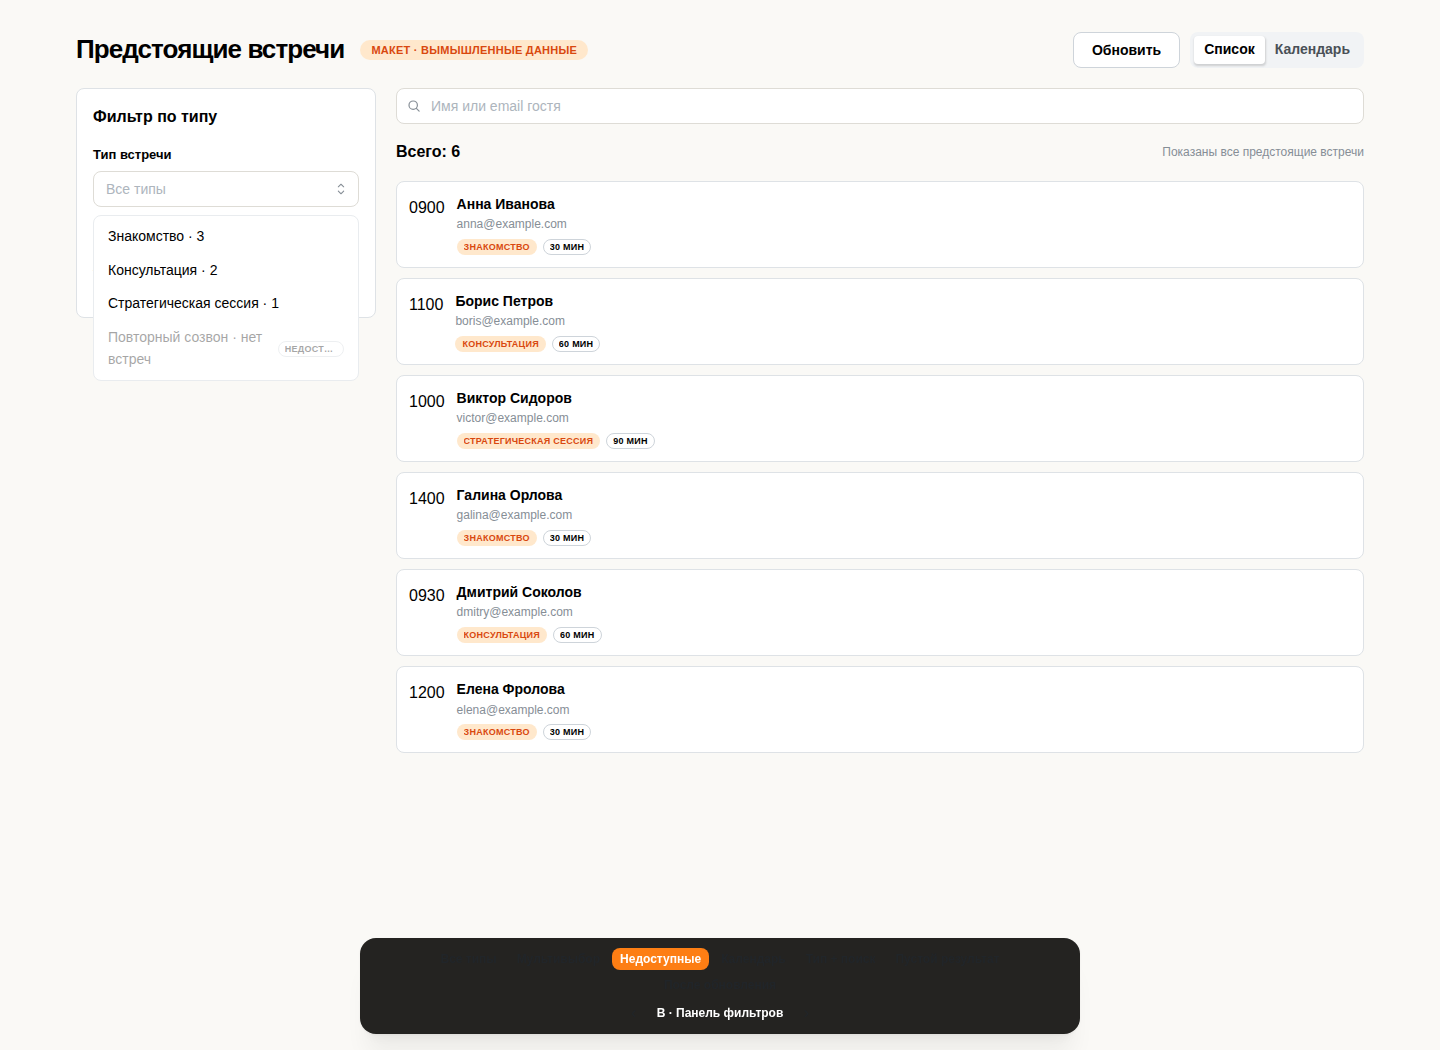 Предстоящие встречи
МАКЕТ · ВЫМЫШЛЕННЫЕ ДАННЫЕ
Обновить
Список
Календарь
Фильтр по типу
Тип встречи
Все типы
Знакомство · 3
Консультация · 2
Стратегическая сессия · 1
Повторный созвон · нет
встреч
НЕДОСТ...
Имя или email гостя
Всего: 6
Показаны все предстоящие встречи
0900
Анна Иванова
anna@example.com
ЗНАКОМСТВО
30 МИН
1100
Борис Петров
boris@example.com
КОНСУЛЬТАЦИЯ
60 МИН
1000
Виктор Сидоров
victor@example.com
СТРАТЕГИЧЕСКАЯ СЕССИЯ
90 МИН
1400
Галина Орлова
galina@example.com
ЗНАКОМСТВО
30 МИН
0930
Дмитрий Соколов
dmitry@example.com
КОНСУЛЬТАЦИЯ
60 МИН
1200
Елена Фролова
elena@example.com
ЗНАКОМСТВО
30 МИН
Недоступные
B · Панель фильтров